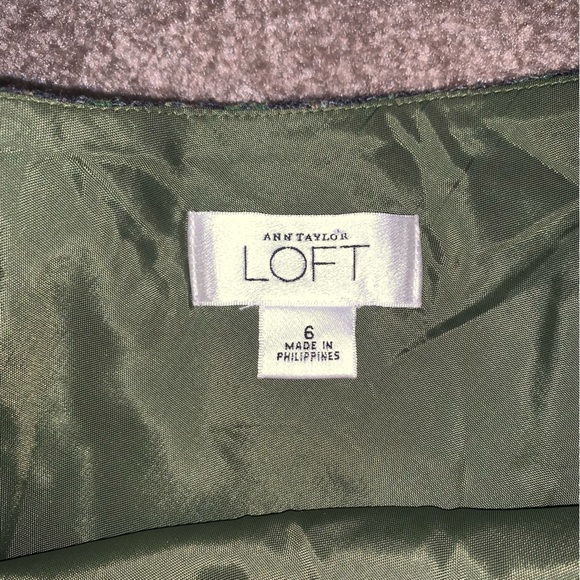 ANN TAYLOR
LOFT
6
MADE IN
PHILIPPINES